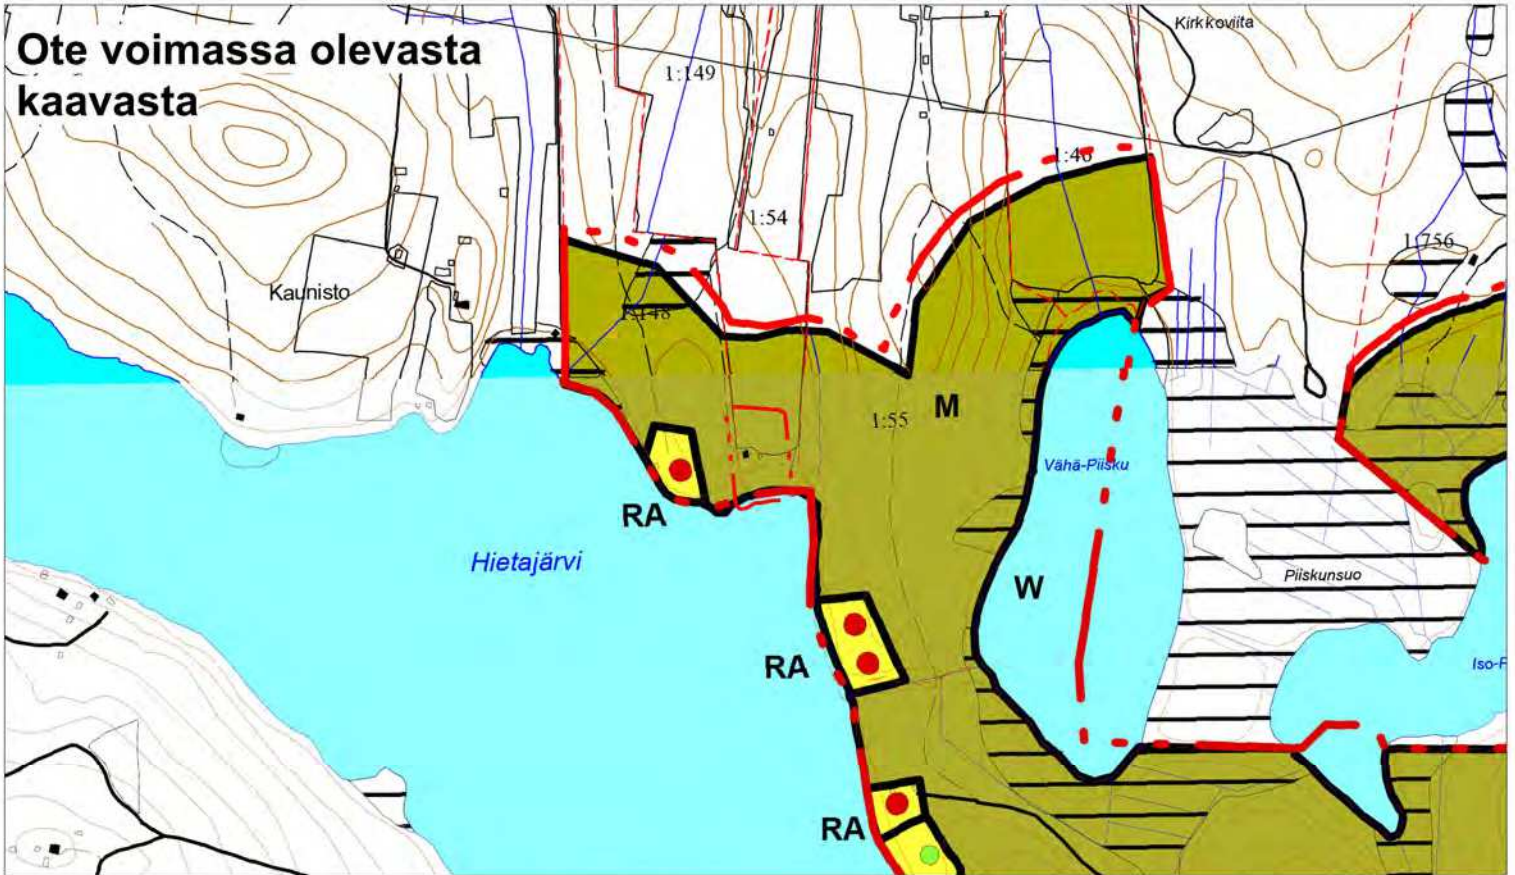 Ote voimassa olevasta
kaavasta
Kirkkoviita
1:149
1:46
1:54
1:756
Kaunisto
1:148
M
1:55
Vähä-Piisku
RA
Hietajärvi
Piiskunsuo
W
RA
RA